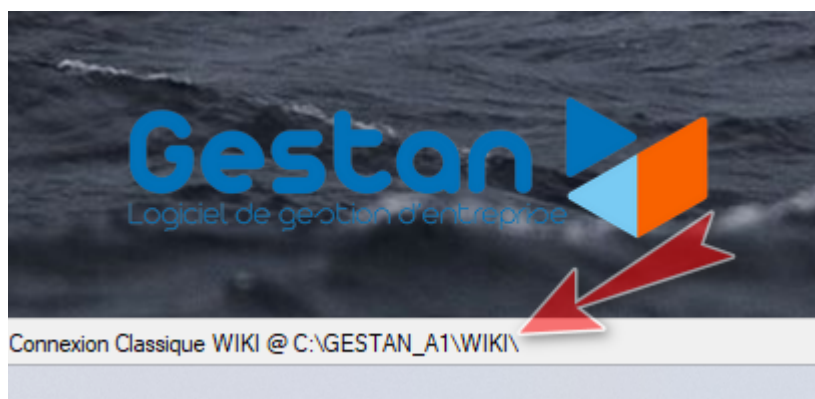 Gestan
Logiciel de gestion d'entreprise
Connexion Classique WIKI @ C:\GESTAN_A1\WIKI\